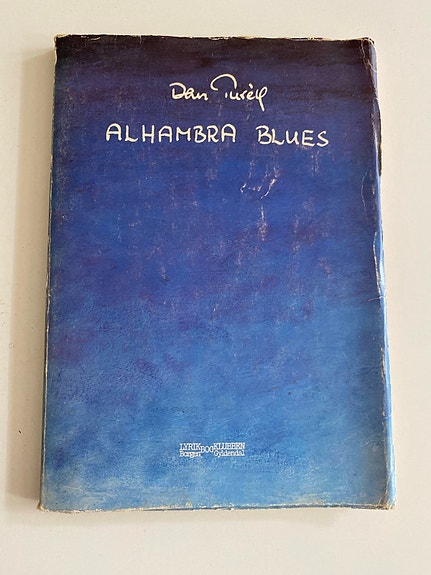 Dan Turèll
ALHAMBRA BLUES
LYRIKBOGKLUBBEN
Borgen Gyldendal